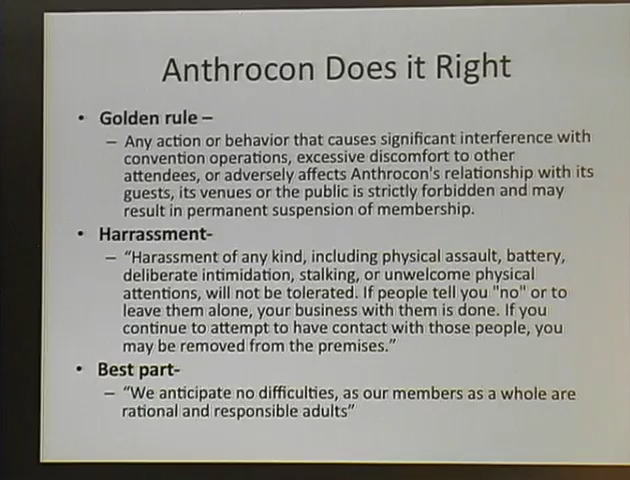 Anthrocon Does it Right
• Golden rule –
– Any action or behavior that causes significant interference with
convention operations, excessive discomfort to other
attendees, or adversely affects Anthrocon's relationship with its
guests, its venues or the public is strictly forbidden and may
result in permanent suspension of membership.
• Harrassment-
– “Harassment of any kind, including physical assault, battery,
deliberate intimidation, stalking, or unwelcome physical
attentions, will not be tolerated. If people tell you "no" or to
leave them alone, your business with them is done. If you
continue to attempt to have contact with those people, you
may be removed from the premises.”
• Best part-
– “We anticipate no difficulties, as our members as a whole are
rational and responsible adults”